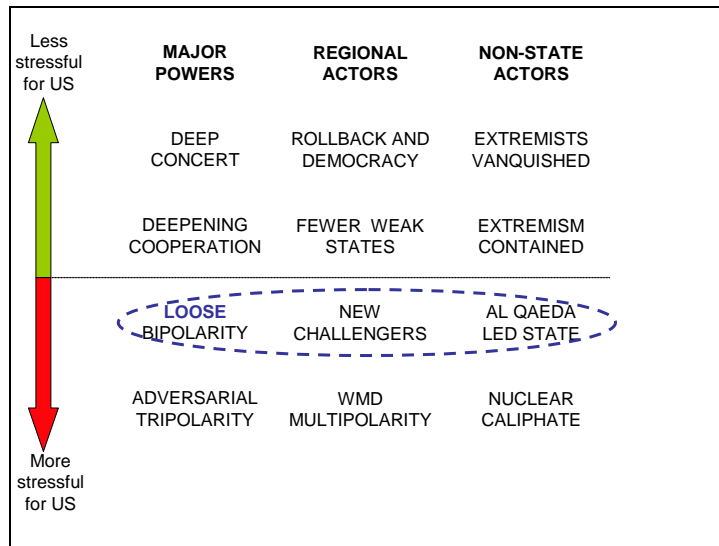 Less
stressful
for US
MAJOR
POWERS
REGIONAL
ACTORS
NON-STATE
ACTORS
DEEP
CONCERT
ROLLBACK AND
DEMOCRACY
EXTREMISTS
VANQUISHED
DEEPENING
COOPERATION
FEWER WEAK
STATES
EXTREMISM
CONTAINED
LOOSE
BIPOLARITY
NEW
CHALLENGERS
AL QAEDA
LED STATE
ADVERSARIAL
TRIPOLARITY
WMD
MULTIPOLARITY
NUCLEAR
CALIPHATE
More
stressful
for US